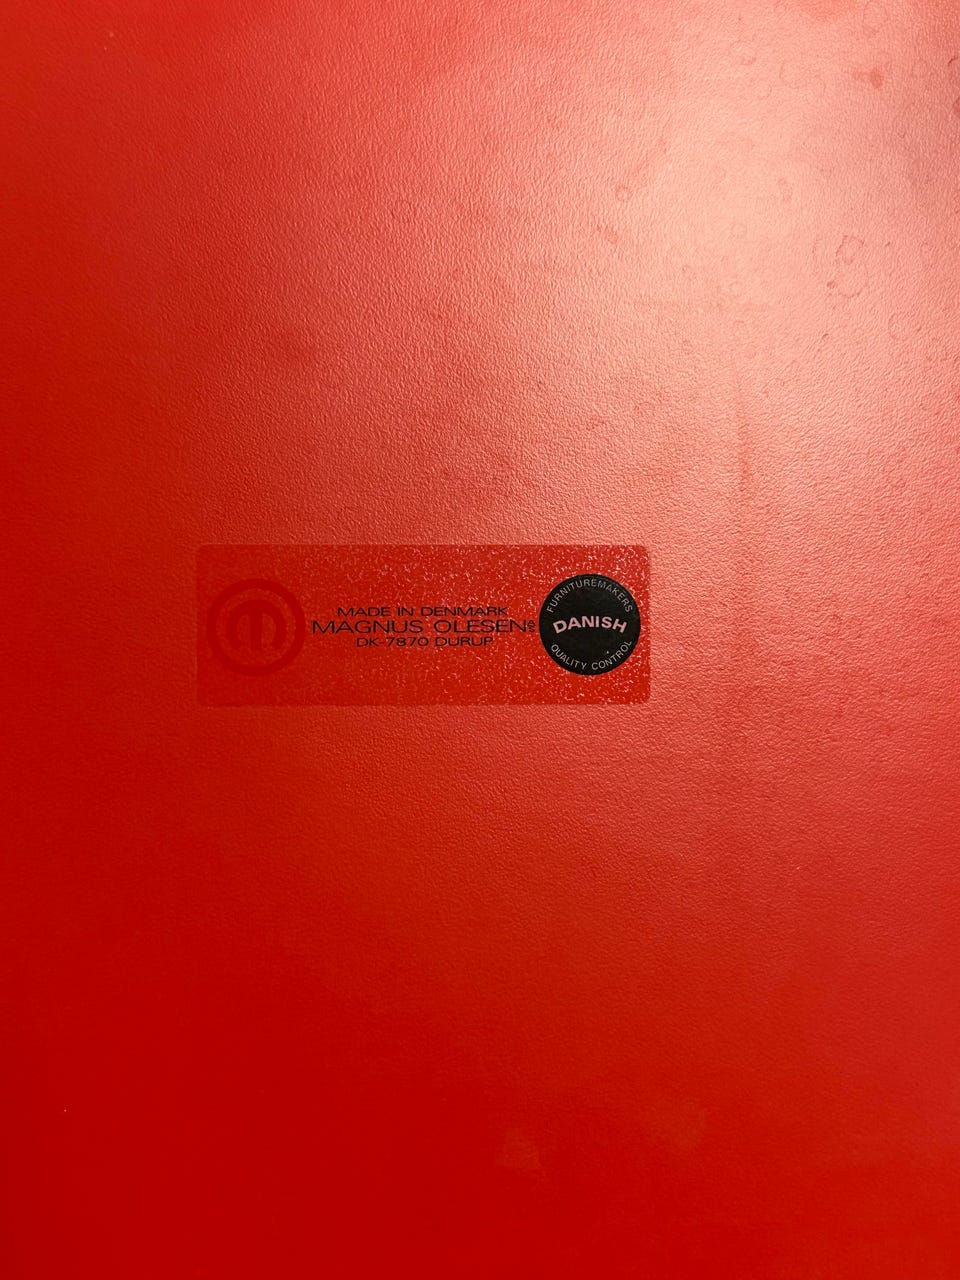 MADE IN DENMARK
MAGNUS OLESEN
DK-7870 DURUP
FURNITUREMAKERS
DANISH
QUALITY CONTROL